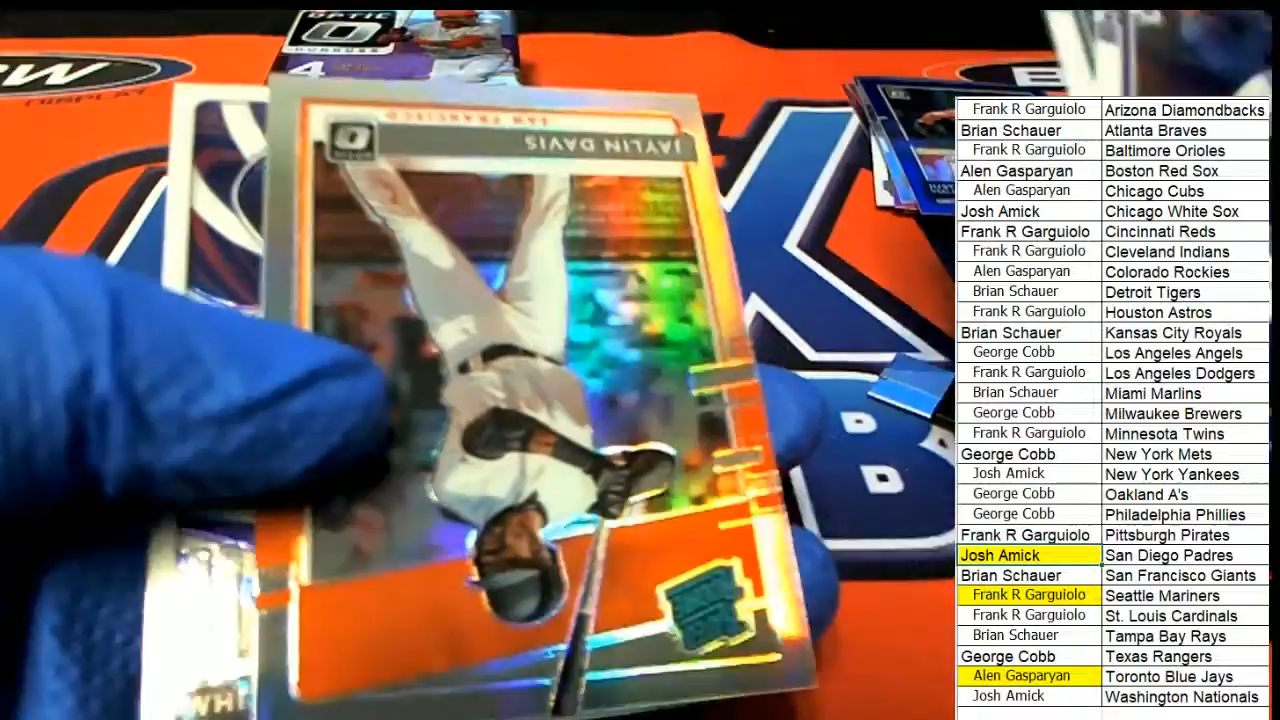 OPTIC
DONRUSS
4
W
DISPLAY
B
SAN FRANCISCO
JAYLIN DAVIS
RC
WHI
Frank R Garguiolo Arizona Diamondbacks
Brian Schauer Atlanta Braves
Frank R Garguiolo Baltimore Orioles
Alen Gasparyan Boston Red Sox
Alen Gasparyan Chicago Cubs
Josh Amick Chicago White Sox
Frank R Garguiolo Cincinnati Reds
Frank R Garguiolo Cleveland Indians
Alen Gasparyan Colorado Rockies
Brian Schauer Detroit Tigers
Frank R Garguiolo Houston Astros
Brian Schauer Kansas City Royals
George Cobb Los Angeles Angels
Frank R Garguiolo Los Angeles Dodgers
Brian Schauer Miami Marlins
George Cobb Milwaukee Brewers
Frank R Garguiolo Minnesota Twins
George Cobb New York Mets
Josh Amick New York Yankees
George Cobb Oakland A's
George Cobb Philadelphia Phillies
Frank R Garguiolo Pittsburgh Pirates
Josh Amick San Diego Padres
Brian Schauer San Francisco Giants
Frank R Garguiolo Seattle Mariners
Frank R Garguiolo St. Louis Cardinals
Brian Schauer Tampa Bay Rays
George Cobb Texas Rangers
Alen Gasparyan Toronto Blue Jays
Josh Amick Washington Nationals